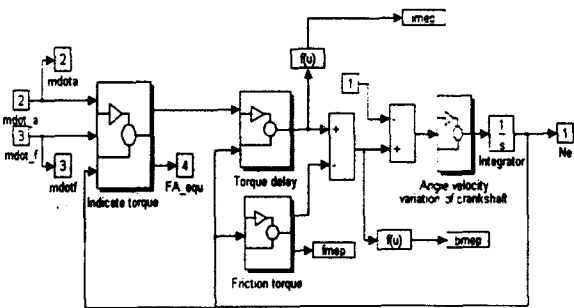 imep
f(u)
2
mdota
2
mdot_a
3
mdot_f
3
mdotf
Indicate torque
4
FA_equ
+
-
Torque delay
Friction torque
fmep
1
-
+
Angle velocity
variation of crankshaft
1
s
Integrator
1
Ne
f(u)
bmep